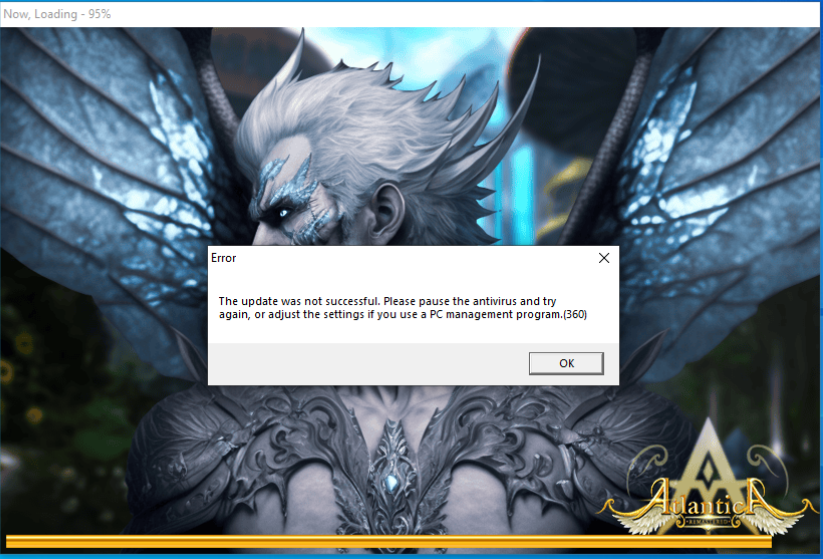 Now, Loading - 95%
Error
The update was not successful. Please pause the antivirus and try
again, or adjust the settings if you use a PC management program.(360)
OK
Atlantica
REMASTERED